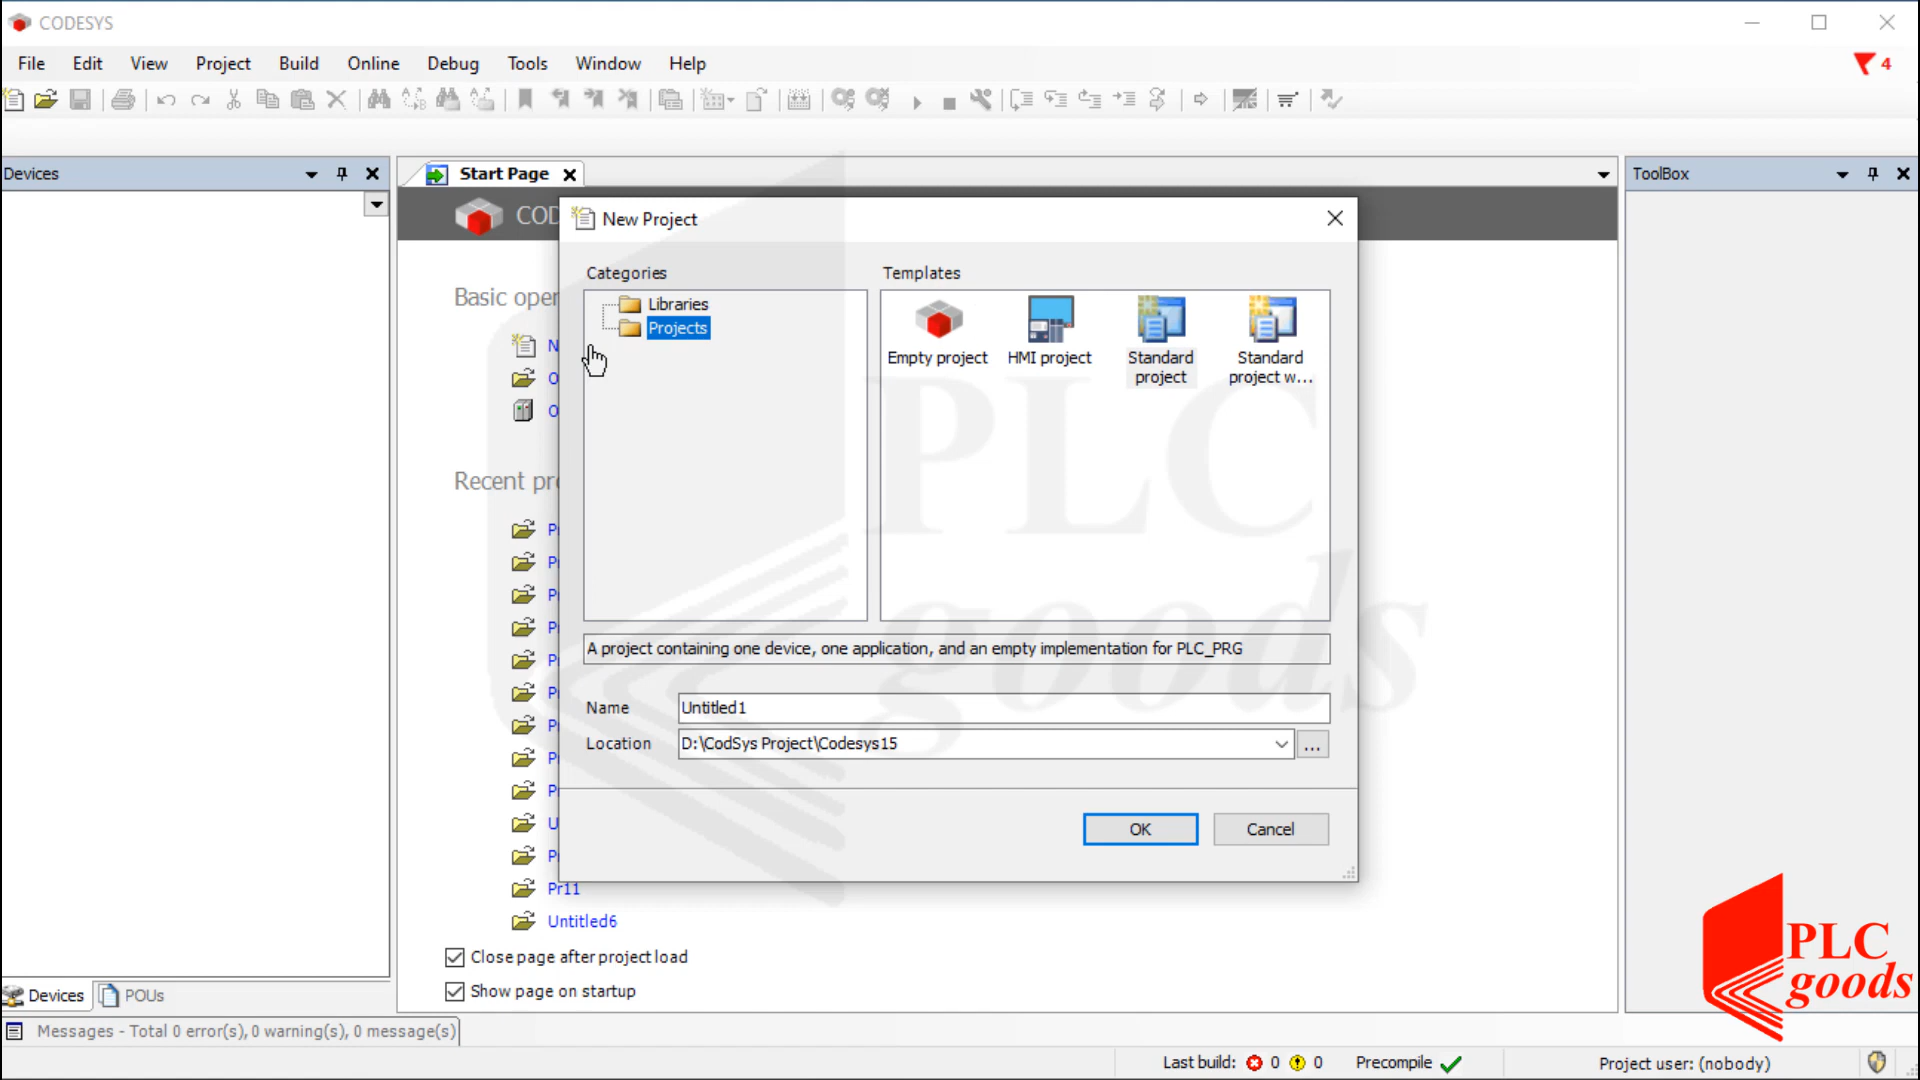 CODESYS
File Edit View Project Build Online Debug Tools Window Help
4
Devices
Start Page
ToolBox
COD
New Project
Categories
Templates
Libraries
Projects
Empty project
HMI project
Standard
project
Standard
project w...
Basic oper
N
O
O
Recent pr
P
P
P
P
P
P
P
P
P
U
P
Pr11
Untitled6
A project containing one device, one application, and an empty implementation for PLC_PRG
Name Untitled1
Location D:\CodSys Project\Codesys15
...
OK Cancel
Close page after project load
Show page on startup
Devices POUs
Messages - Total 0 error(s), 0 warning(s), 0 message(s)
Last build: 0 0 Precompile Project user: (nobody)
PLC
goods
PLC
goods